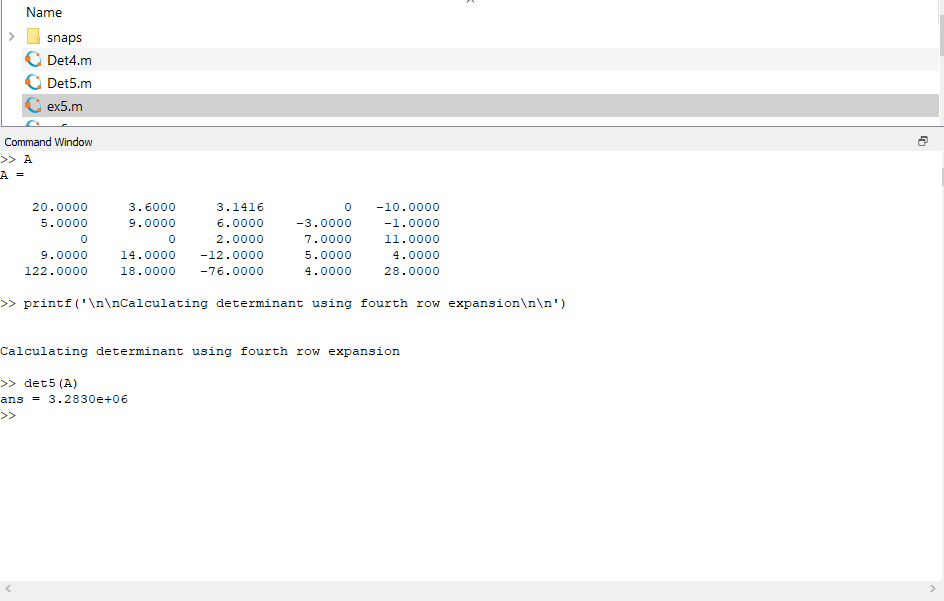 Name
snaps
Det4.m
Det5.m
ex5.m
Command Window
>> A
A =
20.0000 3.6000 3.1416 0 -10.0000
5.0000 9.0000 6.0000 -3.0000 -1.0000
0 0 2.0000 7.0000 11.0000
9.0000 14.0000 -12.0000 5.0000 4.0000
122.0000 18.0000 -76.0000 4.0000 28.0000
>> printf('\n\nCalculating determinant using fourth row expansion\n\n')
Calculating determinant using fourth row expansion
>> det5(A)
ans = 3.2830e+06
>>